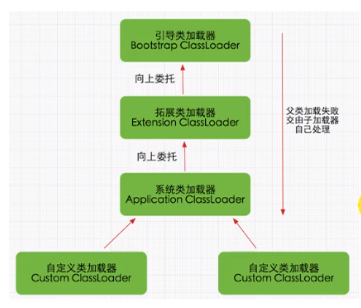 引导类加载器
Bootstrap ClassLoader
向上委托
父类加载失败
交由子加载器
自己处理
拓展类加载器
Extension ClassLoader
向上委托
系统类加载器
Application ClassLoader
自定义类加载器
Custom ClassLoader
自定义类加载器
Custom ClassLoader